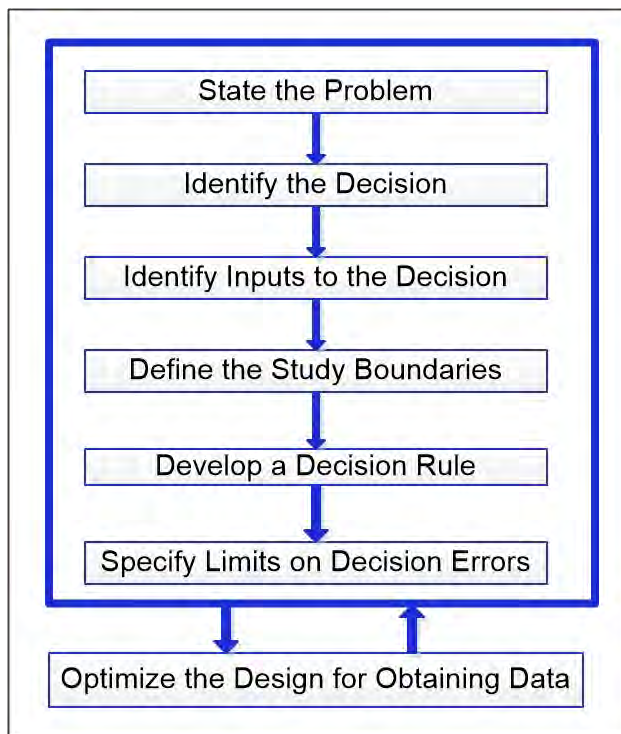 State the Problem
Identify the Decision
Identify Inputs to the Decision
Define the Study Boundaries
Develop a Decision Rule
Specify Limits on Decision Errors
Optimize the Design for Obtaining Data